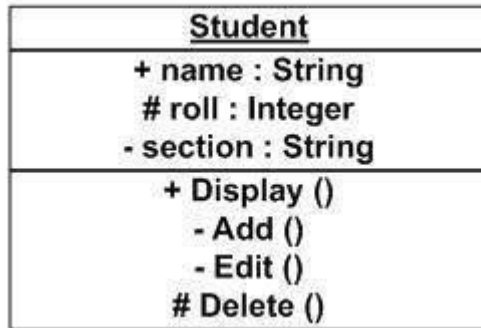 Student
+ name : String
# roll : Integer
- section : String
+ Display ()
- Add ()
- Edit ()
# Delete ()